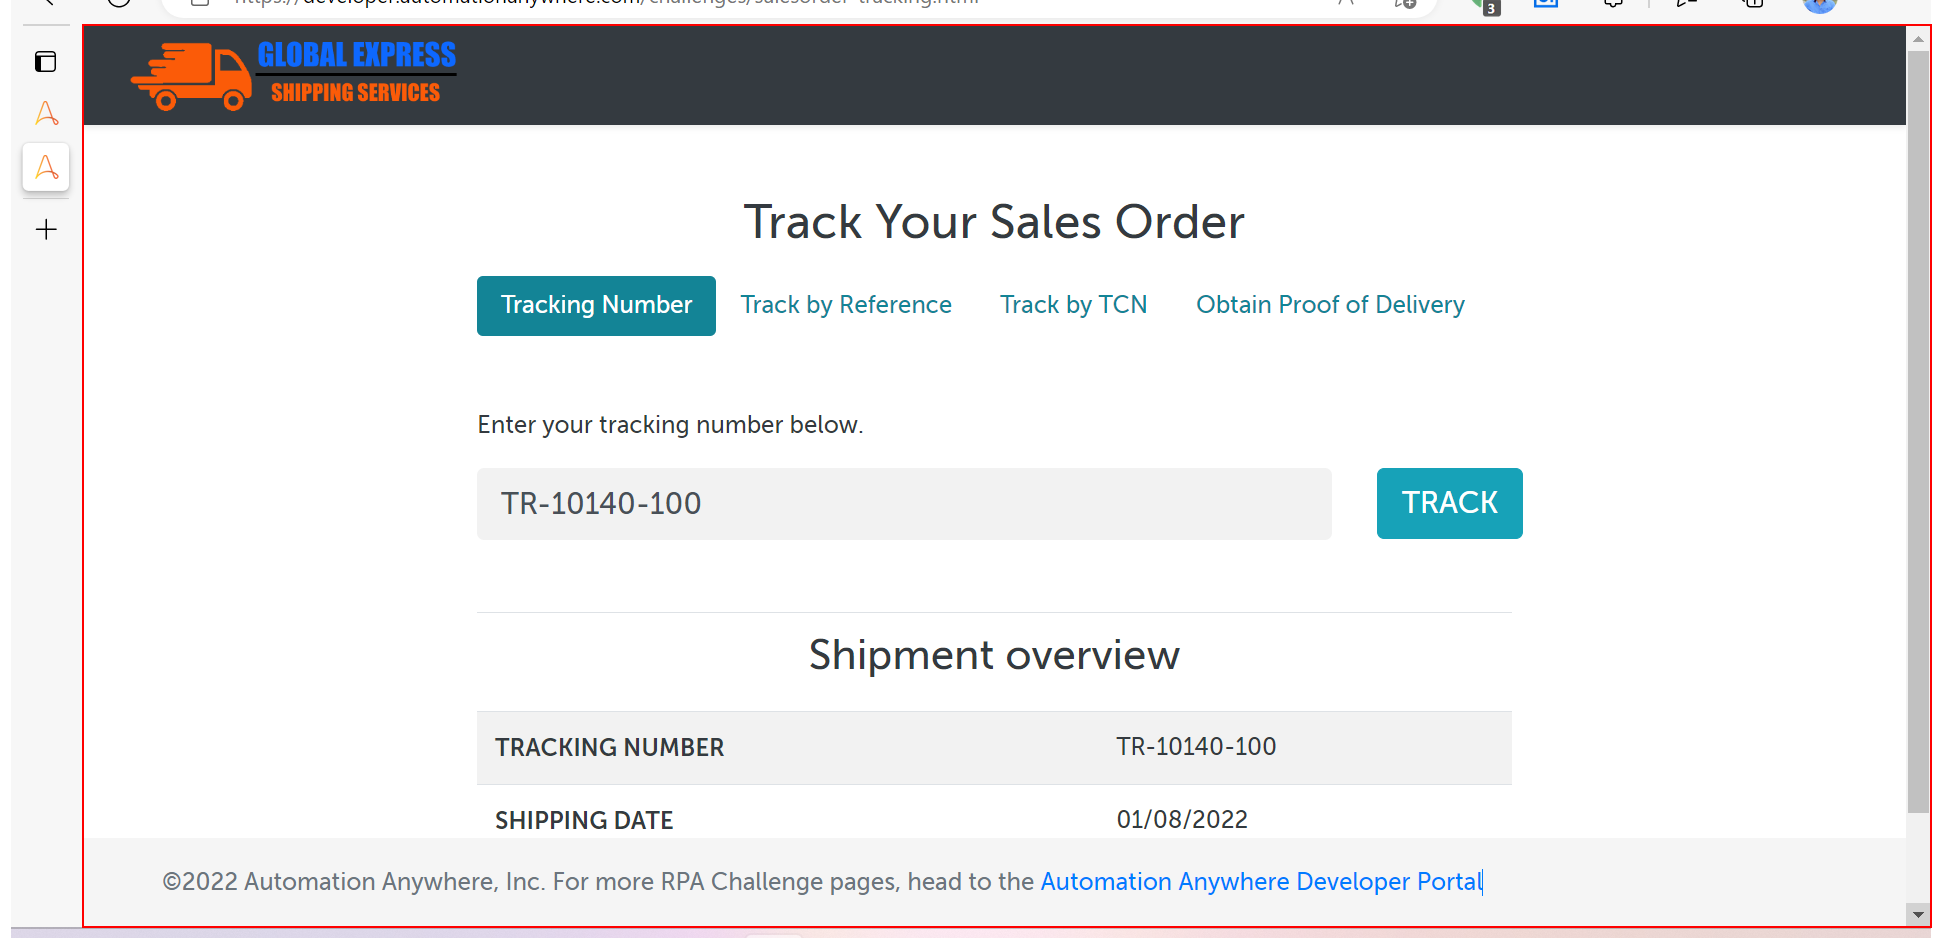 https://developer.automationanywhere.com/challenges/salesorder-tracking.html
3
GLOBAL EXPRESS
SHIPPING SERVICES
Track Your Sales Order
Tracking Number Track by Reference Track by TCN Obtain Proof of Delivery
Enter your tracking number below.
TR-10140-100 TRACK
Shipment overview
TRACKING NUMBER TR-10140-100
SHIPPING DATE 01/08/2022
©2022 Automation Anywhere, Inc. For more RPA Challenge pages, head to the Automation Anywhere Developer Portal